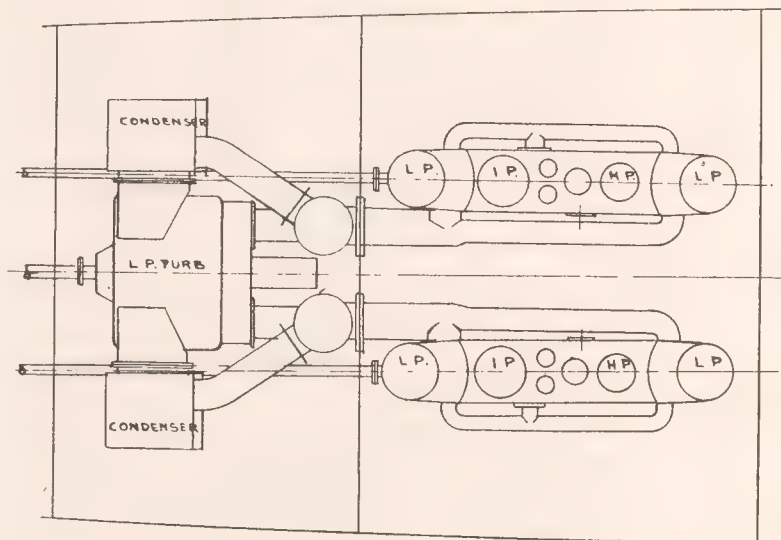 CONDENSER
L P. I P. H P. L P
L P. TURB
L P. I P H P. L P
CONDENSER